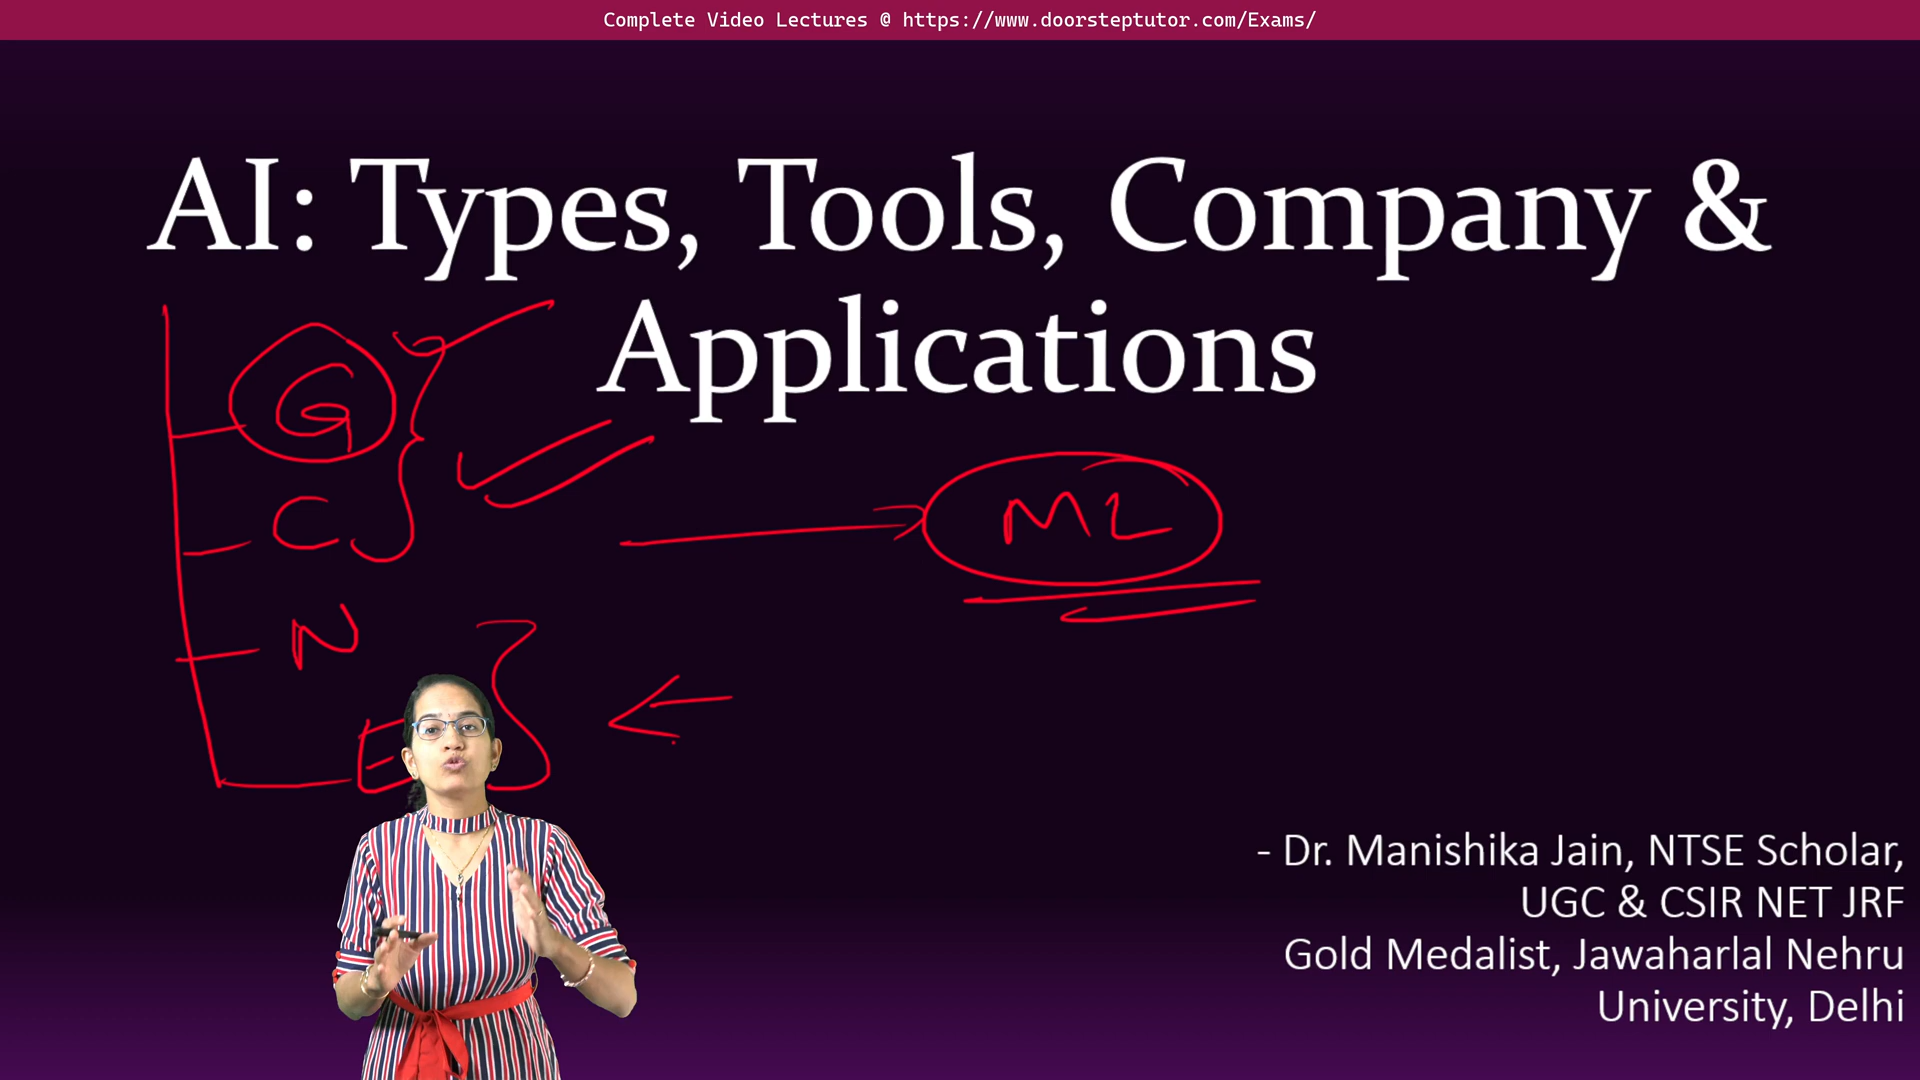 Complete Video Lectures @ https://www.doorsteptutor.com/Exams/
AI: Types, Tools, Company &
Applications
G
C
ML
N
E
- Dr. Manishika Jain, NTSE Scholar,
UGC & CSIR NET JRF
Gold Medalist, Jawaharlal Nehru
University, Delhi